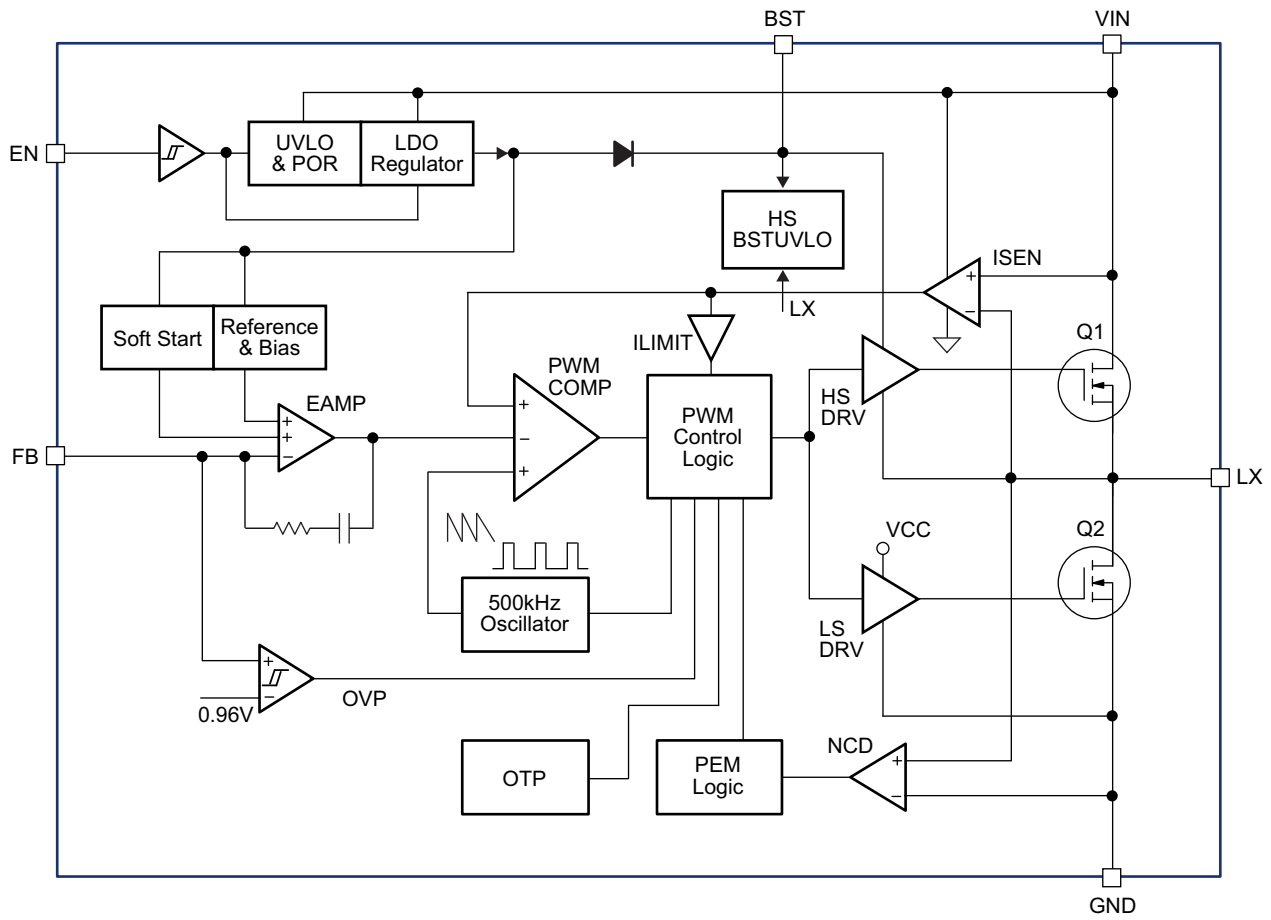 BST
VIN
EN
UVLO
& POR
LDO
Regulator
HS
BSTUVLO
ISEN
+
−
LX
Soft Start
Reference
& Bias
ILIMIT
Q1
PWM
COMP
EAMP
+
+
−
+
−
+
PWM
Control
Logic
HS
DRV
FB
LX
VCC
Q2
500kHz
Oscillator
LS
DRV
+
−
0.96V
OVP
OTP
PEM
Logic
NCD
+
−
GND